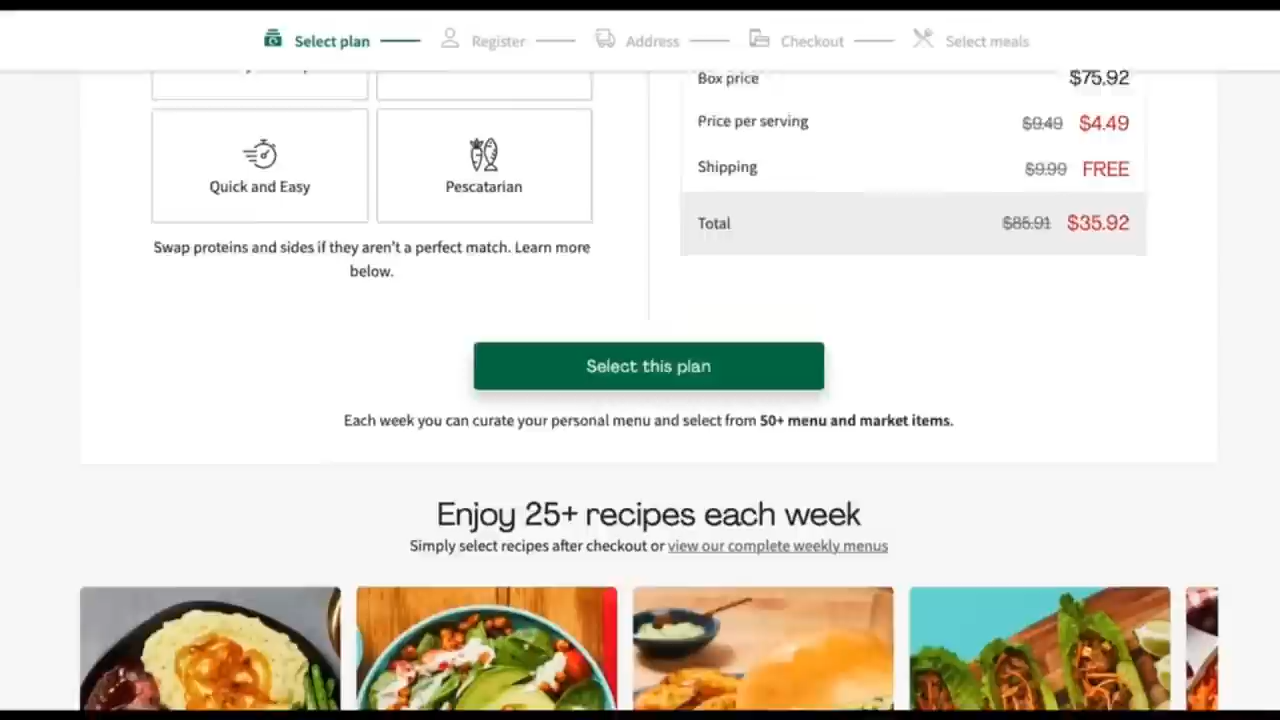 Select plan
Register
Address
Checkout
Select meals
Box price
$75.92
Price per serving
$9.49 $4.49
Shipping
$9.99 FREE
Total
$85.91 $35.92
Quick and Easy
Pescatarian
Swap proteins and sides if they aren't a perfect match. Learn more
below.
Select this plan
Each week you can curate your personal menu and select from 50+ menu and market items.
Enjoy 25+ recipes each week
Simply select recipes after checkout or view our complete weekly menus